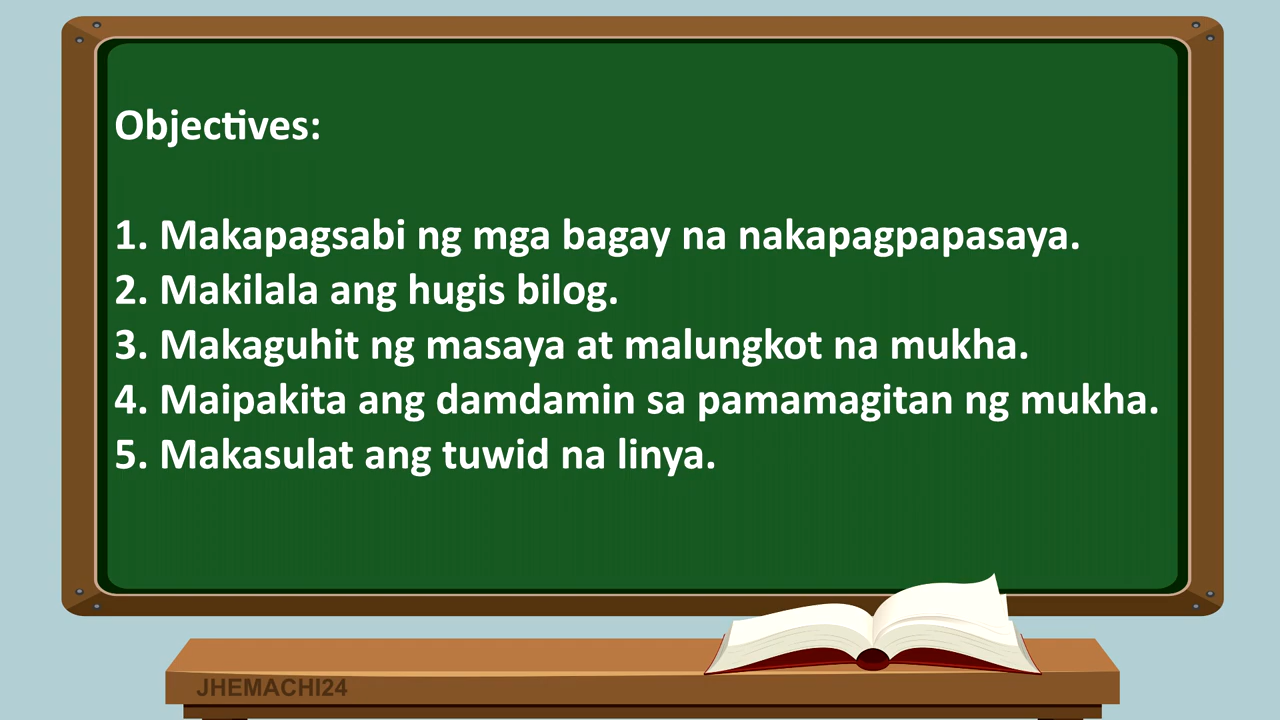 Objectives:
1. Makapagsabi ng mga bagay na nakapagpapasaya.
2. Makilala ang hugis bilog.
3. Makaguhit ng masaya at malungkot na mukha.
4. Maipakita ang damdamin sa pamamagitan ng mukha.
5. Makasulat ang tuwid na linya.
JHEMACHI24